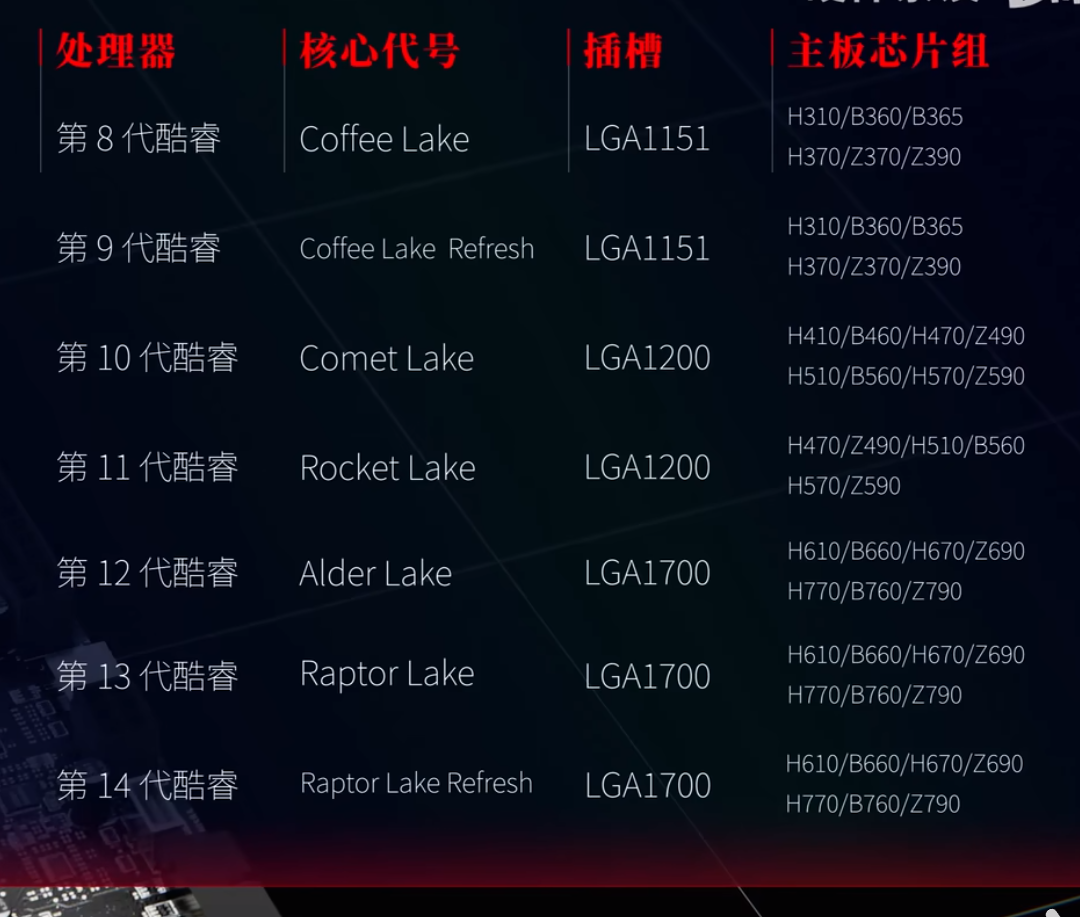 处理器 核心代号 插槽 主板芯片组
第 8 代酷睿 Coffee Lake LGA1151 H310/B360/B365
H370/Z370/Z390
第 9 代酷睿 Coffee Lake Refresh LGA1151 H310/B360/B365
H370/Z370/Z390
第 10 代酷睿 Comet Lake LGA1200 H410/B460/H470/Z490
H510/B560/H570/Z590
第 11 代酷睿 Rocket Lake LGA1200 H470/Z490/H510/B560
H570/Z590
第 12 代酷睿 Alder Lake LGA1700 H610/B660/H670/Z690
H770/B760/Z790
第 13 代酷睿 Raptor Lake LGA1700 H610/B660/H670/Z690
H770/B760/Z790
第 14 代酷睿 Raptor Lake Refresh LGA1700 H610/B660/H670/Z690
H770/B760/Z790